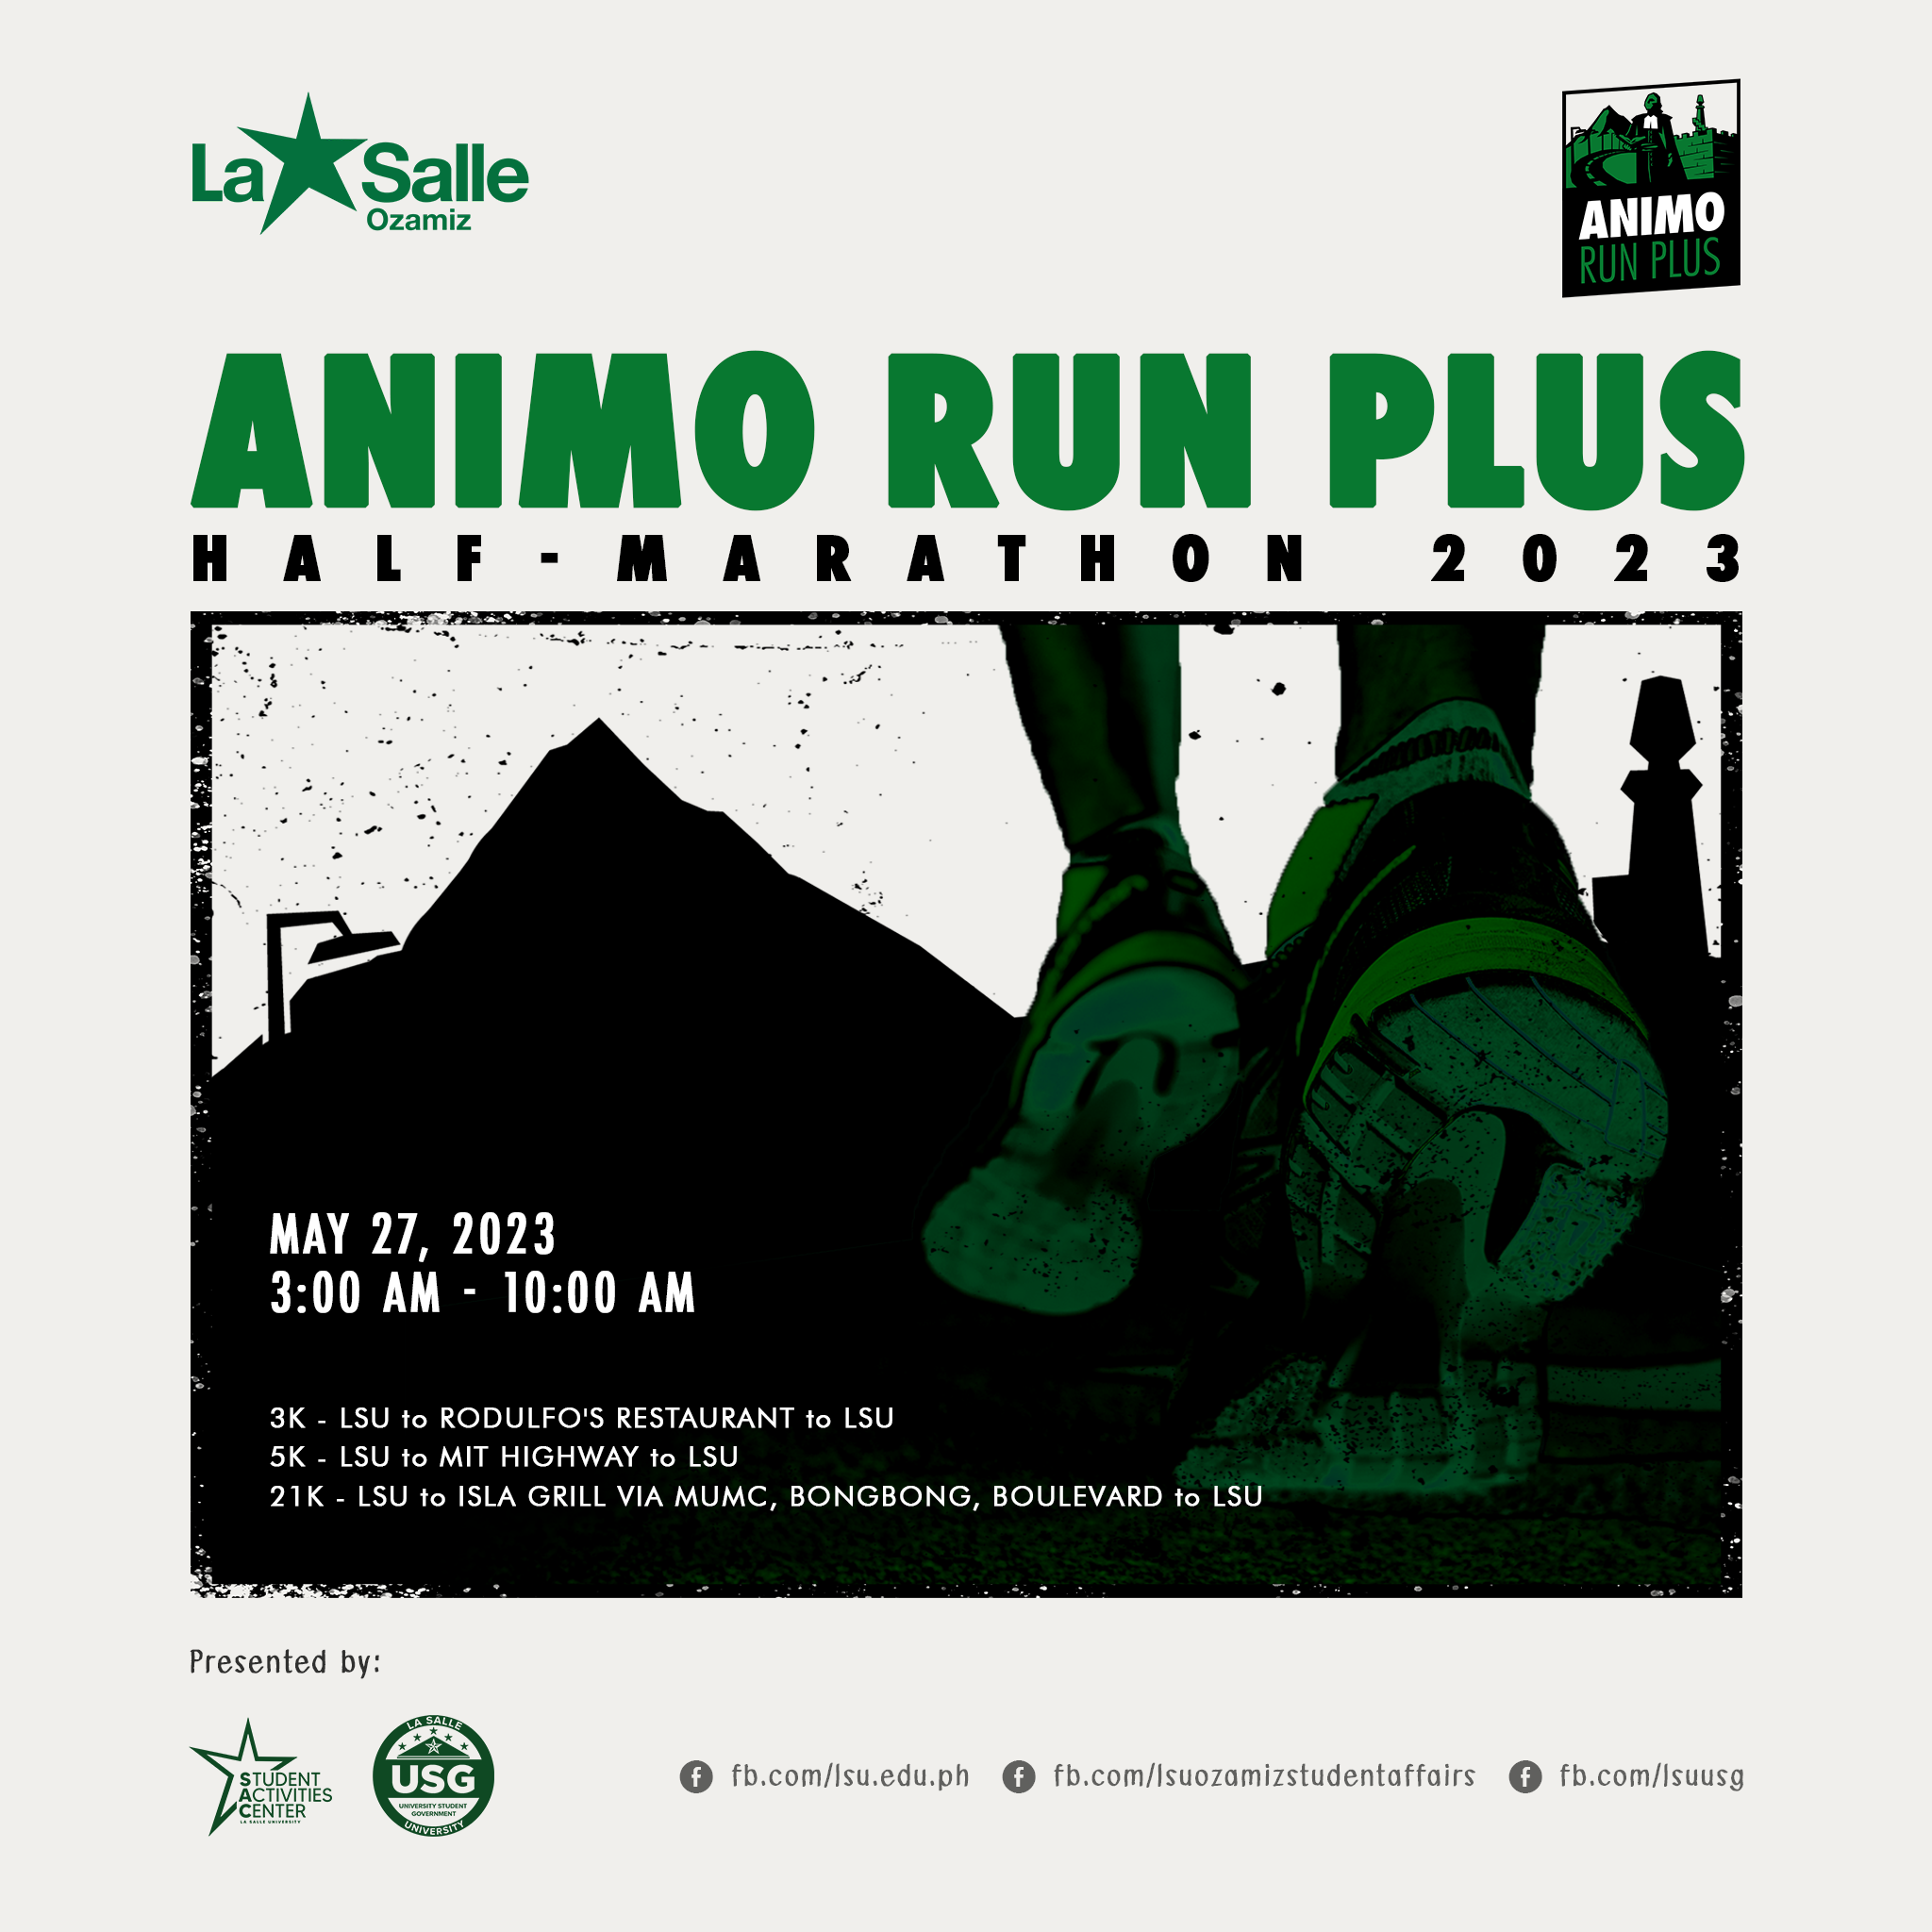 La Salle
Ozamiz
ANIMO
RUN PLUS
ANIMO RUN PLUS
HALF-MARATHON 2023
MAY 27, 2023
3:00 AM - 10:00 AM
3K - LSU to RODULFO'S RESTAURANT to LSU
5K - LSU to MIT HIGHWAY to LSU
21K - LSU to ISLA GRILL VIA MUMC, BONGBONG, BOULEVARD to LSU
Presented by:
STUDENT
ACTIVITIES
CENTER
LA SALLE UNIVERSITY
LA SALLE
USG
UNIVERSITY STUDENT
GOVERNMENT
UNIVERSITY
fb.com/lsu.edu.ph
fb.com/lsuozamizstudentaffairs
fb.com/lsuusg